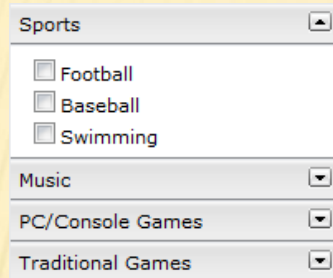 Sports
Football
Baseball
Swimming
Music
PC/Console Games
Traditional Games